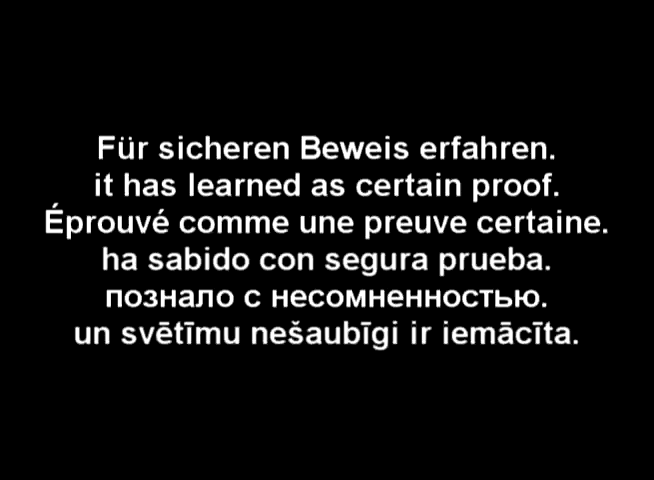 Für sicheren Beweis erfahren.
it has learned as certain proof.
Éprouvé comme une preuve certaine.
ha sabido con segura prueba.
познало с несомненностью.
un svētīmu nešaubīgi ir iemācīta.